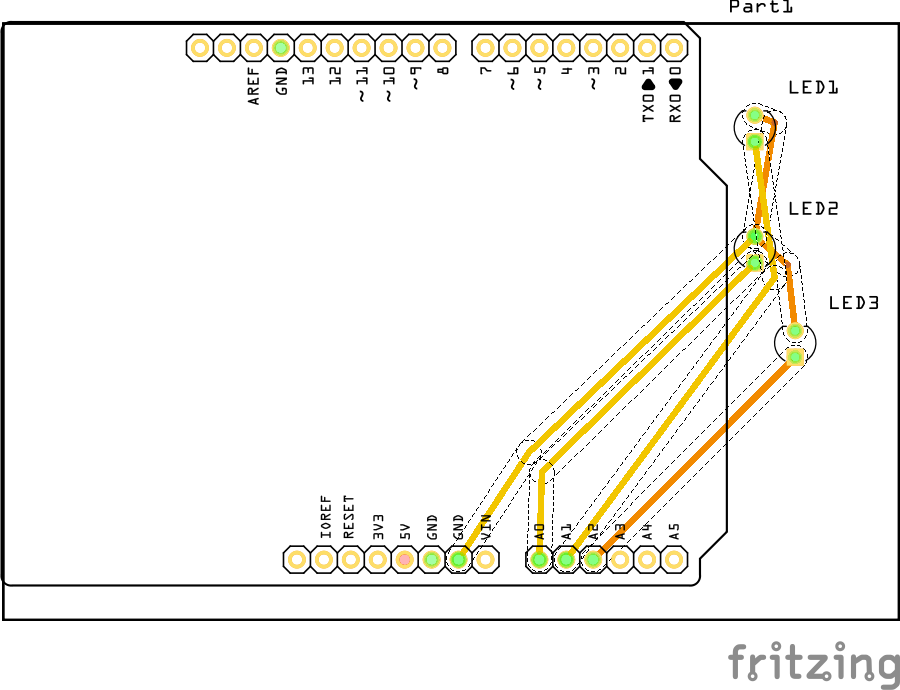 Part1
AREF
GND
13
12
~11
~10
~9
8
7
~6
~5
4
~3
2
TX0▶1
RX0◀0
LED1
LED2
LED3
IOREF
RESET
3V3
5V
GND
GND
VIN
A0
A1
A2
A3
A4
A5
fritzing